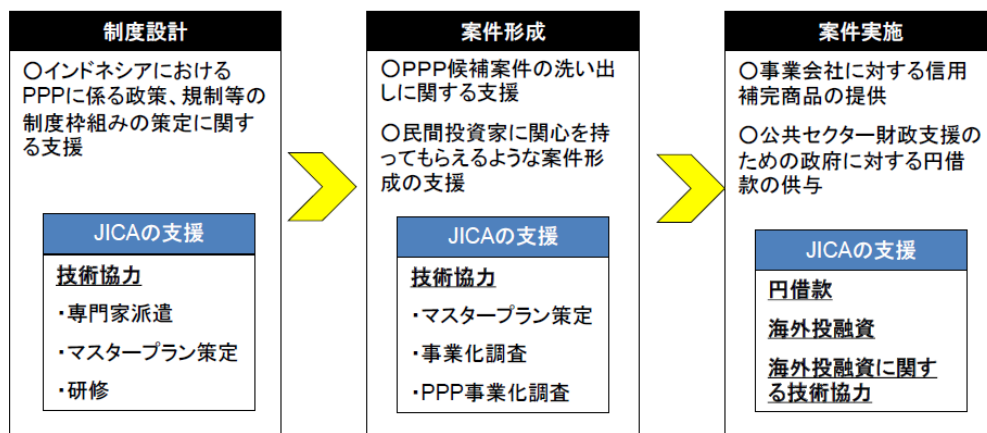 制度設計
〇インドネシアにおける
PPPに係る政策、規制等の
制度枠組みの策定に関す
る支援
JICAの支援
技術協力
・専門家派遣
・マスタープラン策定
・研修
案件形成
〇PPP候補案件の洗い出
しに関する支援
〇民間投資家に関心を持
ってもらえるような案件形
成の支援
JICAの支援
技術協力
・マスタープラン策定
・事業化調査
・PPP事業化調査
案件実施
〇事業会社に対する信用
補完商品の提供
〇公共セクター財政支援の
ための政府に対する円借
款の供与
JICAの支援
円借款
海外投融資
海外投融資に関す
る技術協力